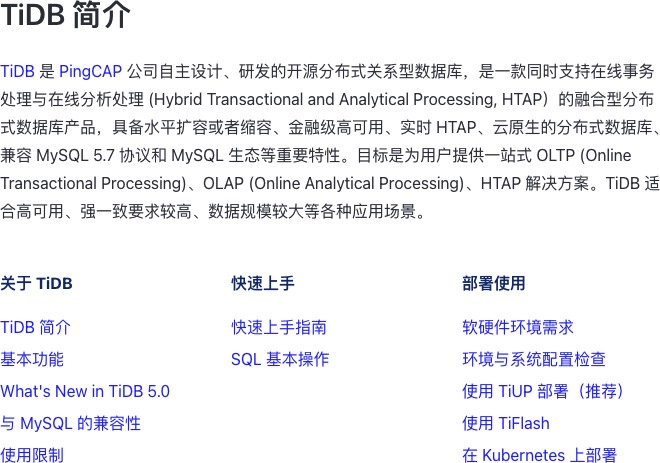 TiDB 简介
TiDB 是 PingCAP 公司自主设计、研发的开源分布式关系型数据库，是一款同时支持在线事务
处理与在线分析处理 (Hybrid Transactional and Analytical Processing, HTAP）的融合型分布
式数据库产品，具备水平扩容或者缩容、金融级高可用、实时 HTAP、云原生的分布式数据库、
兼容 MySQL 5.7 协议和 MySQL 生态等重要特性。目标是为用户提供一站式 OLTP (Online
Transactional Processing)、OLAP (Online Analytical Processing)、HTAP 解决方案。TiDB 适
合高可用、强一致要求较高、数据规模较大等各种应用场景。
关于 TiDB
TiDB 简介
基本功能
What's New in TiDB 5.0
与 MySQL 的兼容性
使用限制
快速上手
快速上手指南
SQL 基本操作
部署使用
软硬件环境需求
环境与系统配置检查
使用 TiUP 部署（推荐）
使用 TiFlash
在 Kubernetes 上部署